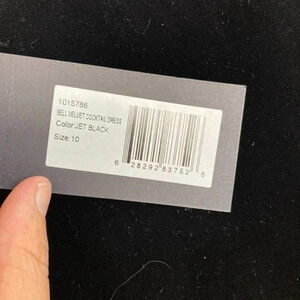 1015786
BELL VELVET COCKTAIL DRESS
Color:JET BLACK
Size:10
6 28292 83752 6